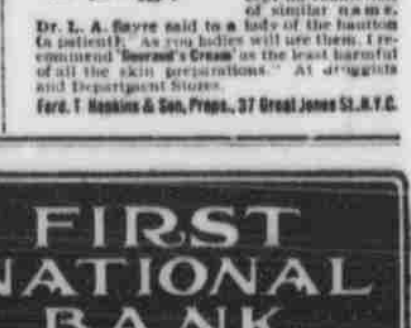 of similar name.
Dr. L. A. Sayre said to a lady of the hautton
(a patient): "As you ladies will use them, I re-
commend 'Gouraud's Cream' as the least harmful
of all the skin preparations." At druggists
and Department Stores.
Ferd. T Hopkins & Son, Props., 37 Great Jones St., N.Y.C.
FIRST
NATIONAL
BANK